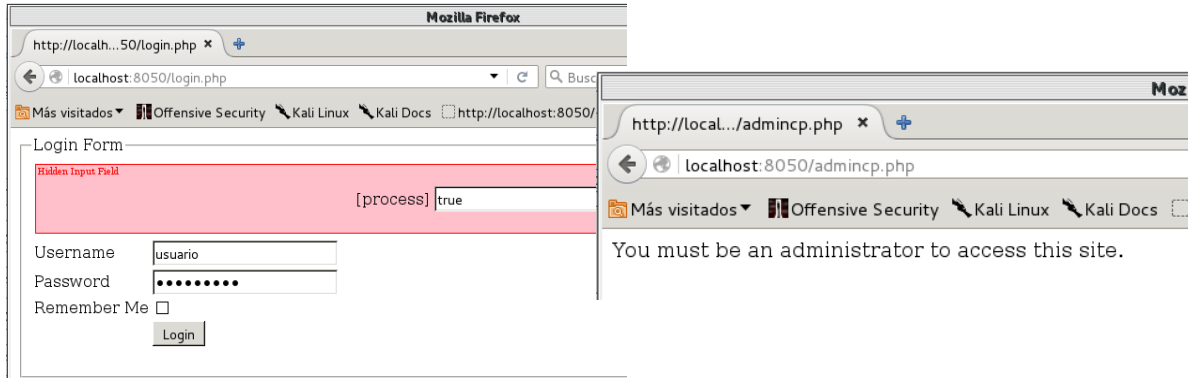 Mozilla Firefox
http://localh...50/login.php
localhost:8050/login.php
Busc
Más visitados Offensive Security Kali Linux Kali Docs http://localhost:8050/
Login Form
Hidden Input Field
[process] true
Username usuario
Password
Remember Me
Login
Moz
http://local.../admincp.php
localhost:8050/admincp.php
Más visitados Offensive Security Kali Linux Kali Docs
You must be an administrator to access this site.